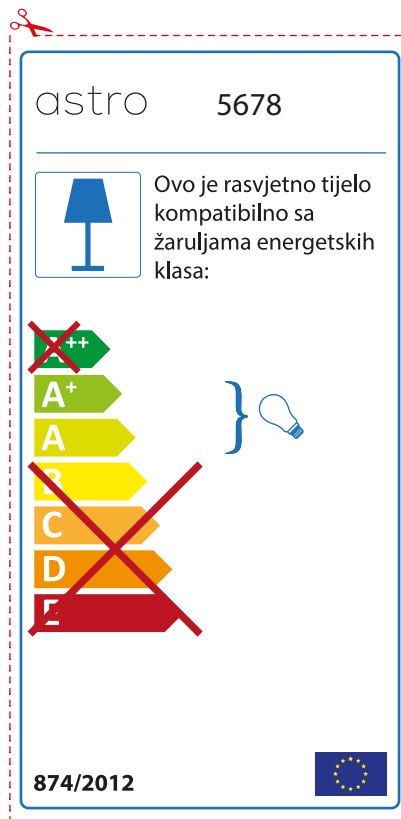 astro 5678
Ovo je rasvjetno tijelo
kompatibilno sa
žaruljama energetskih
klasa:
A++
A+
A
B
C
D
E
874/2012